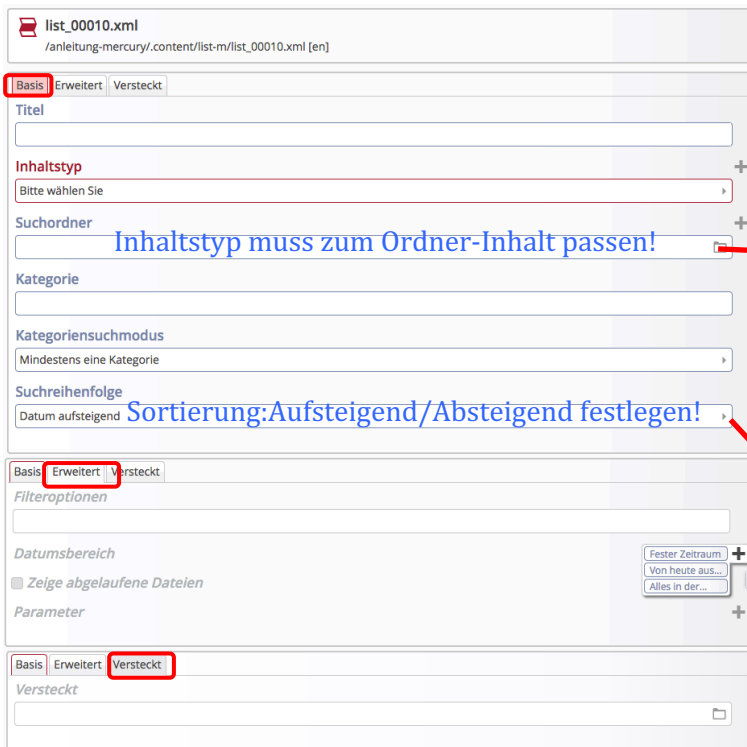 list_00010.xml
/anleitung-mercury/.content/list-m/list_00010.xml [en]
Basis Erweitert Versteckt
Titel
Inhaltstyp
Bitte wählen Sie
Suchordner
Inhaltstyp muss zum Ordner-Inhalt passen!
Kategorie
Kategoriensuchmodus
Mindestens eine Kategorie
Suchreihenfolge
Datum aufsteigend Sortierung:Aufsteigend/Absteigend festlegen!
Basis Erweitert Versteckt
Filteroptionen
Datumsbereich
Fester Zeitraum
Von heute aus...
Alles in der...
Zeige abgelaufene Dateien
Parameter
Basis Erweitert Versteckt
Versteckt